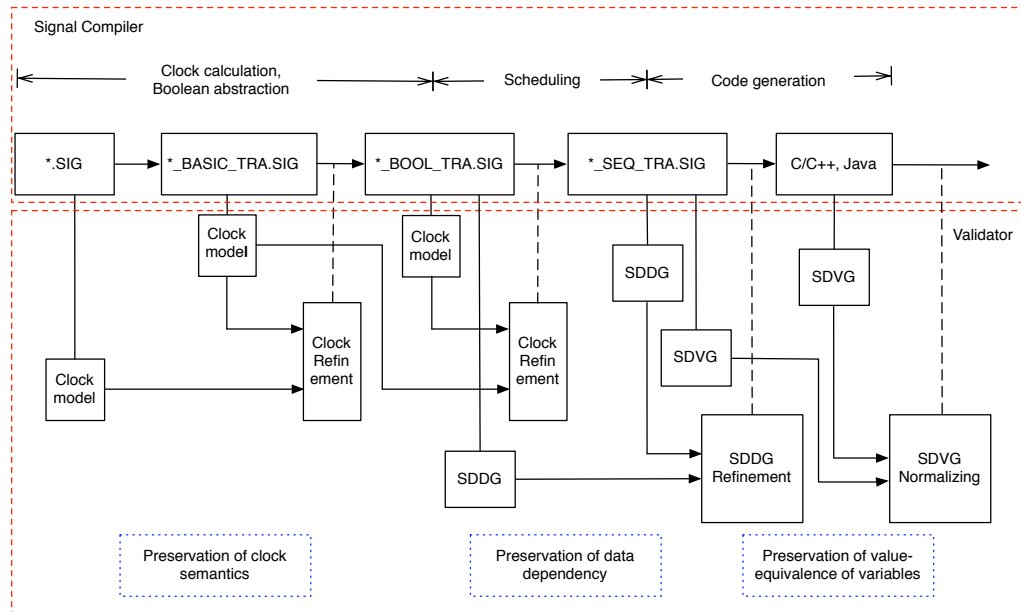 Signal Compiler
Clock calculation,
Boolean abstraction
Scheduling
Code generation
*.SIG
*_BASIC_TRA.SIG
*_BOOL_TRA.SIG
*_SEQ_TRA.SIG
C/C++, Java
Validator
Clock
model
Clock
model
SDDG
SDVG
Clock
Refin
ement
Clock
Refin
ement
SDVG
Clock
model
SDDG
SDDG
Refinement
SDVG
Normalizing
Preservation of clock
semantics
Preservation of data
dependency
Preservation of value-
equivalence of variables